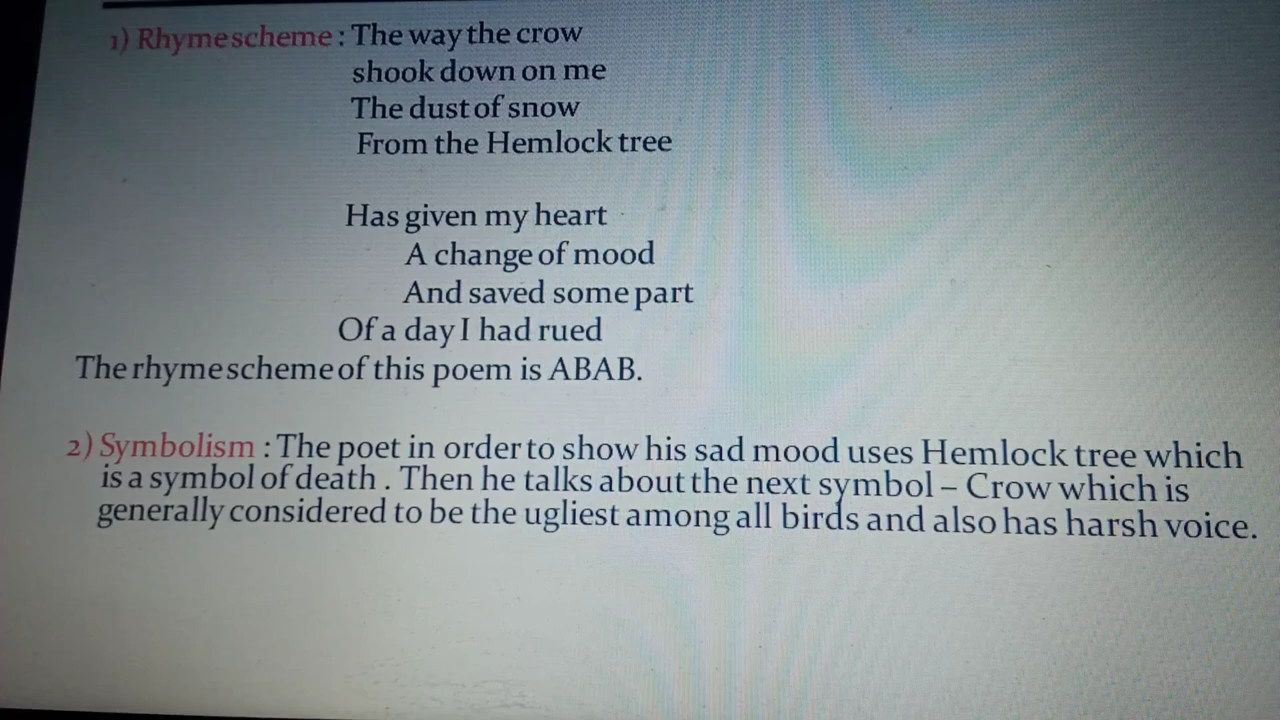 1) Rhyme scheme : The way the crow
shook down on me
The dust of snow
From the Hemlock tree
Has given my heart
A change of mood
And saved some part
Of a day I had rued
The rhyme scheme of this poem is ABAB.
2) Symbolism : The poet in order to show his sad mood uses Hemlock tree which
is a symbol of death . Then he talks about the next symbol – Crow which is
generally considered to be the ugliest among all birds and also has harsh voice.